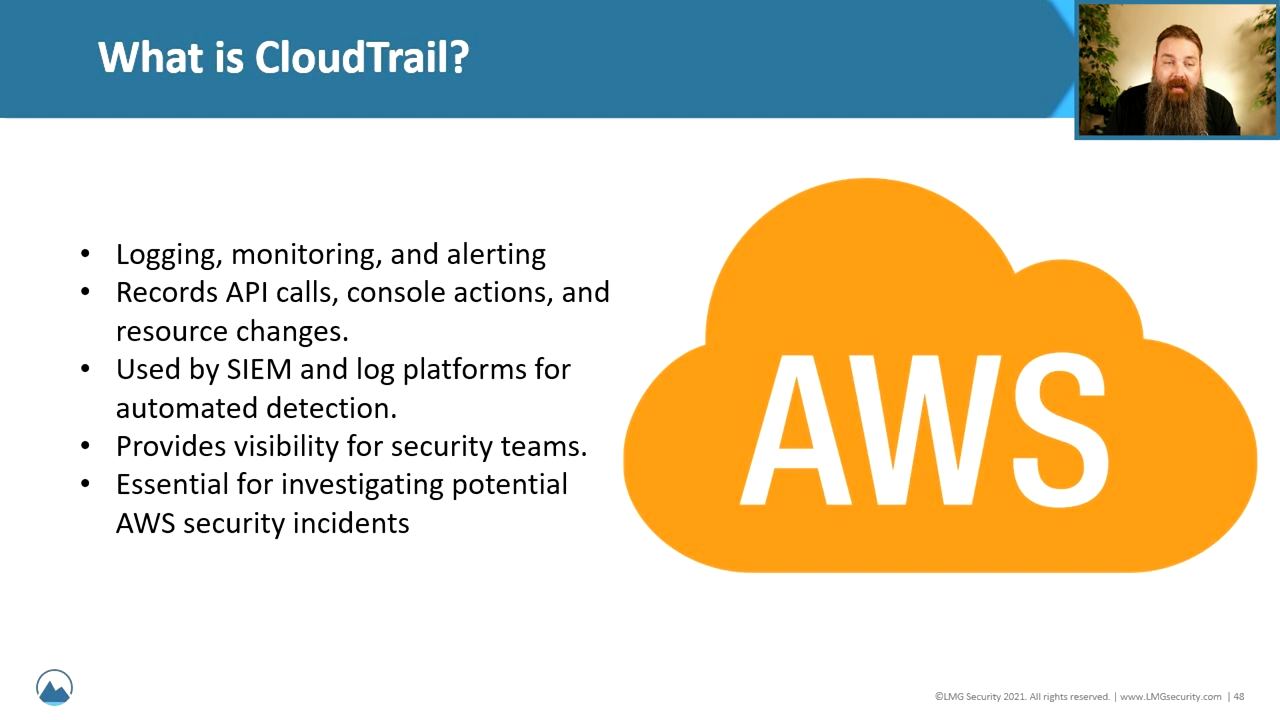 What is CloudTrail?
• Logging, monitoring, and alerting
• Records API calls, console actions, and
resource changes.
• Used by SIEM and log platforms for
automated detection.
• Provides visibility for security teams.
• Essential for investigating potential
AWS security incidents
AWS
©LMG Security 2021. All rights reserved. | www.LMGsecurity.com | 48